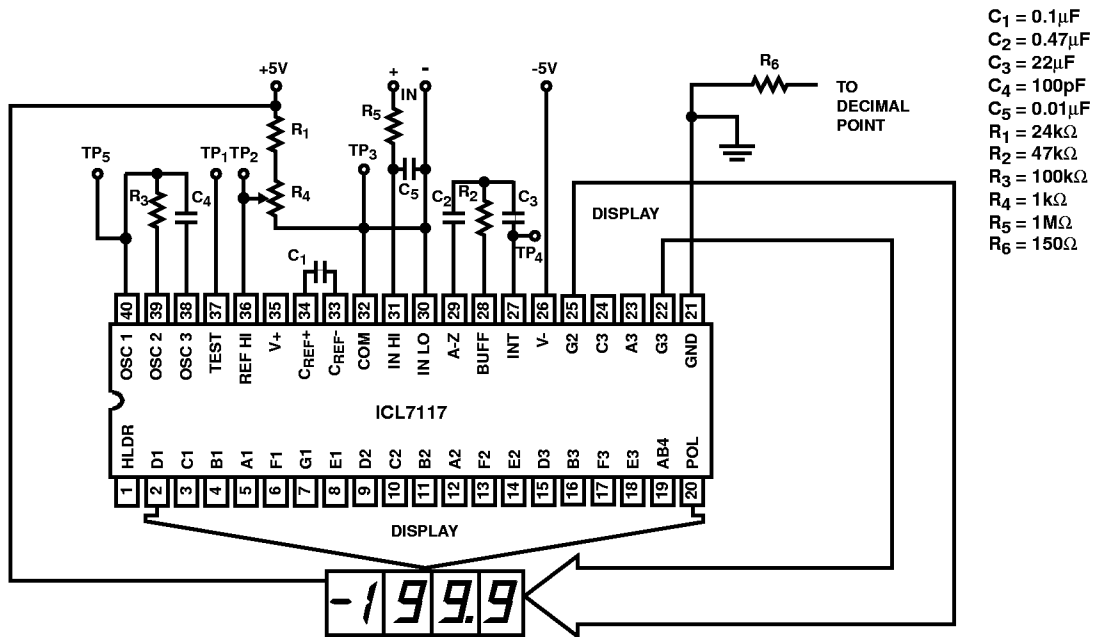 C1 = 0.1µF
C2 = 0.47µF
C3 = 22µF
C4 = 100pF
C5 = 0.01µF
R1 = 24kΩ
R2 = 47kΩ
R3 = 100kΩ
R4 = 1kΩ
R5 = 1MΩ
R6 = 150Ω
+5V
+ -
IN
-5V
R6
TO
DECIMAL
POINT
R1
R5
TP5
TP1
TP2
TP3
R3
C4
R4
C5
C2
R2
C3
DISPLAY
TP4
C1
40
39
38
37
36
35
34
33
32
31
30
29
28
27
26
25
24
23
22
21
OSC 1
OSC 2
OSC 3
TEST
REF HI
V+
CREF+
CREF-
COM
IN HI
IN LO
A-Z
BUFF
INT
V-
G2
C3
A3
G3
GND
ICL7117
HLDR
D1
C1
B1
A1
F1
G1
E1
D2
C2
B2
A2
F2
E2
D3
B3
F3
E3
AB4
POL
1
2
3
4
5
6
7
8
9
10
11
12
13
14
15
16
17
18
19
20
DISPLAY
-199.9